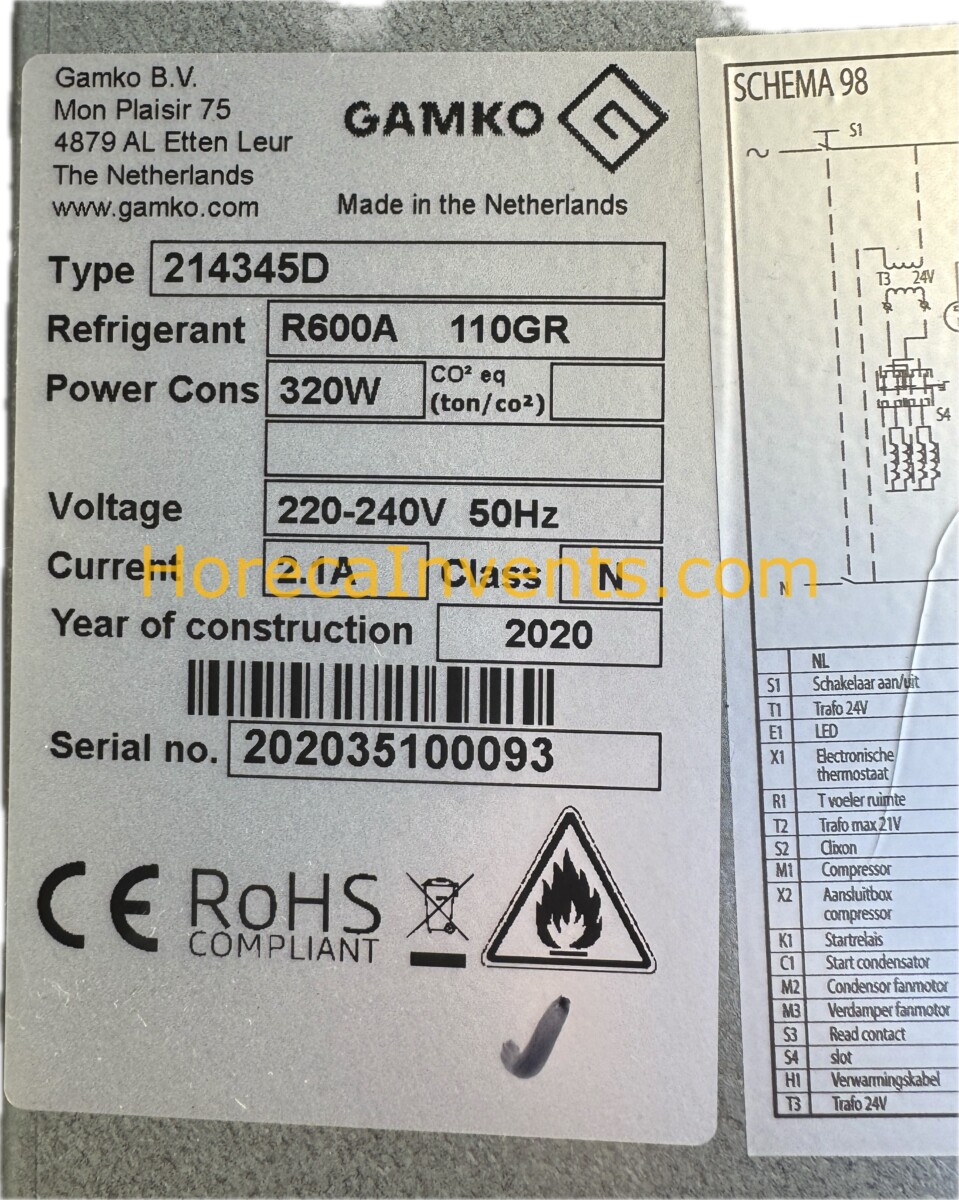 Gamko B.V.
Mon Plaisir 75
4879 AL Etten Leur
The Netherlands
www.gamko.com
GAMKO
Made in the Netherlands
Type 214345D
Refrigerant R600A 110GR
Power Cons 320W CO² eq (ton/co²)
Voltage 220-240V 50Hz
Current 2.1A Class N
HorecaInvents.com
Year of construction 2020
Serial no. 202035100093
CE RoHS
COMPLIANT
SCHEMA 98
S1
T3 24V
S4
N
NL
S1 Schakelaar aan/uit
T1 Trafo 24V
E1 LED
X1 Electronische
thermostaat
R1 T voeler ruimte
T2 Trafo max 21V
S2 Clixon
M1 Compressor
X2 Aansluitbox
compressor
K1 Startrelais
C1 Start condensator
M2 Condensor fanmotor
M3 Verdamper fanmotor
S3 Read contact
S4 slot
H1 Verwarmingskabel
T3 Trafo 24V